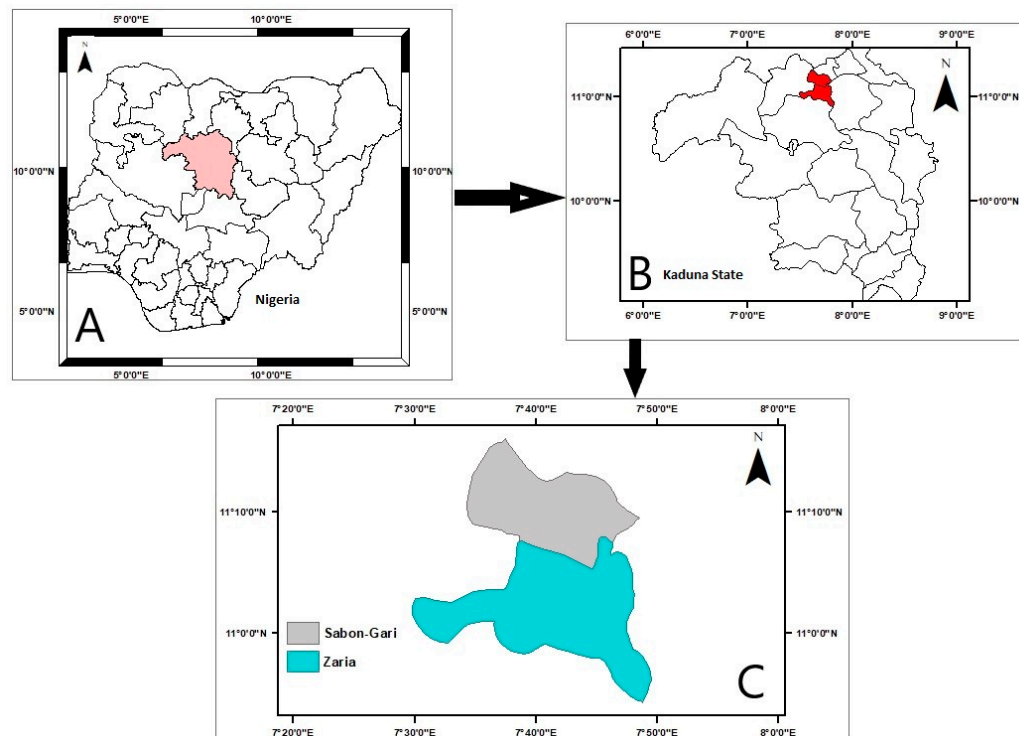 5°0'0"E 10°0'0"E
N
10°0'0"N 10°0'0"N
5°0'0"N 5°0'0"N
Nigeria
A
5°0'0"E 10°0'0"E
6°0'0"E 7°0'0"E 8°0'0"E 9°0'0"E
N
11°0'0"N 11°0'0"N
10°0'0"N 10°0'0"N
B Kaduna State
6°0'0"E 7°0'0"E 8°0'0"E 9°0'0"E
7°20'0"E 7°30'0"E 7°40'0"E 7°50'0"E 8°0'0"E
N
11°10'0"N 11°10'0"N
11°0'0"N 11°0'0"N
Sabon-Gari
Zaria
C
7°20'0"E 7°30'0"E 7°40'0"E 7°50'0"E 8°0'0"E